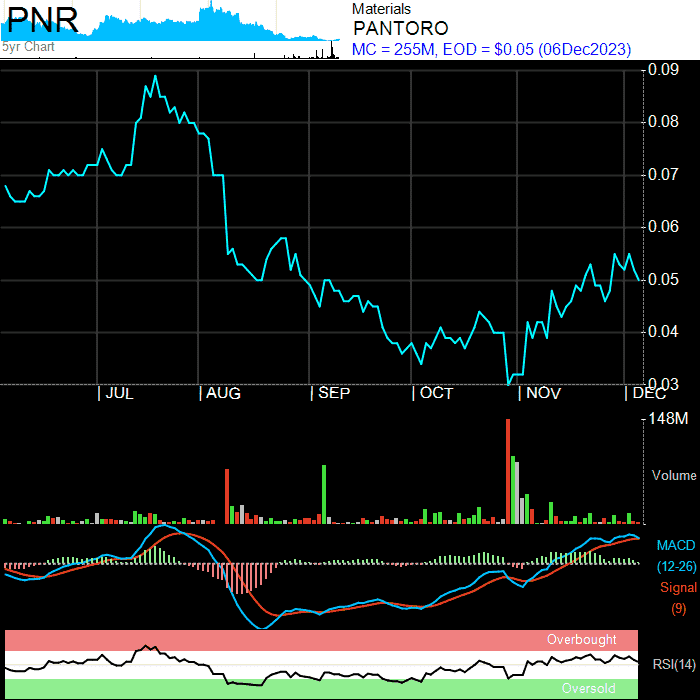 PNR
5yr Chart
Materials
PANTORO
MC = 255M, EOD = $0.05 (06Dec2023)
0.09
0.08
0.07
0.06
0.05
0.04
0.03
| JUL | AUG | SEP | OCT | NOV | DEC
148M
Volume
MACD
(12-26)
Signal
(9)
Overbought
RSI(14)
Oversold